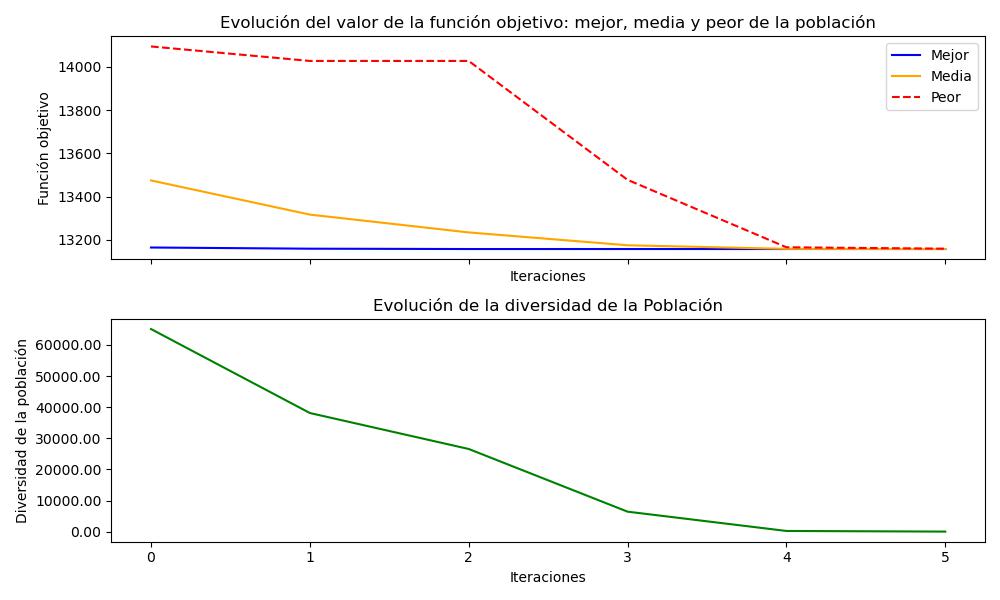 Evolución del valor de la función objetivo: mejor, media y peor de la población
Función objetivo
14000
13800
13600
13400
13200
Mejor
Media
Peor
Iteraciones
Evolución de la diversidad de la Población
Diversidad de la población
60000.00
50000.00
40000.00
30000.00
20000.00
10000.00
0.00
0 1 2 3 4 5
Iteraciones